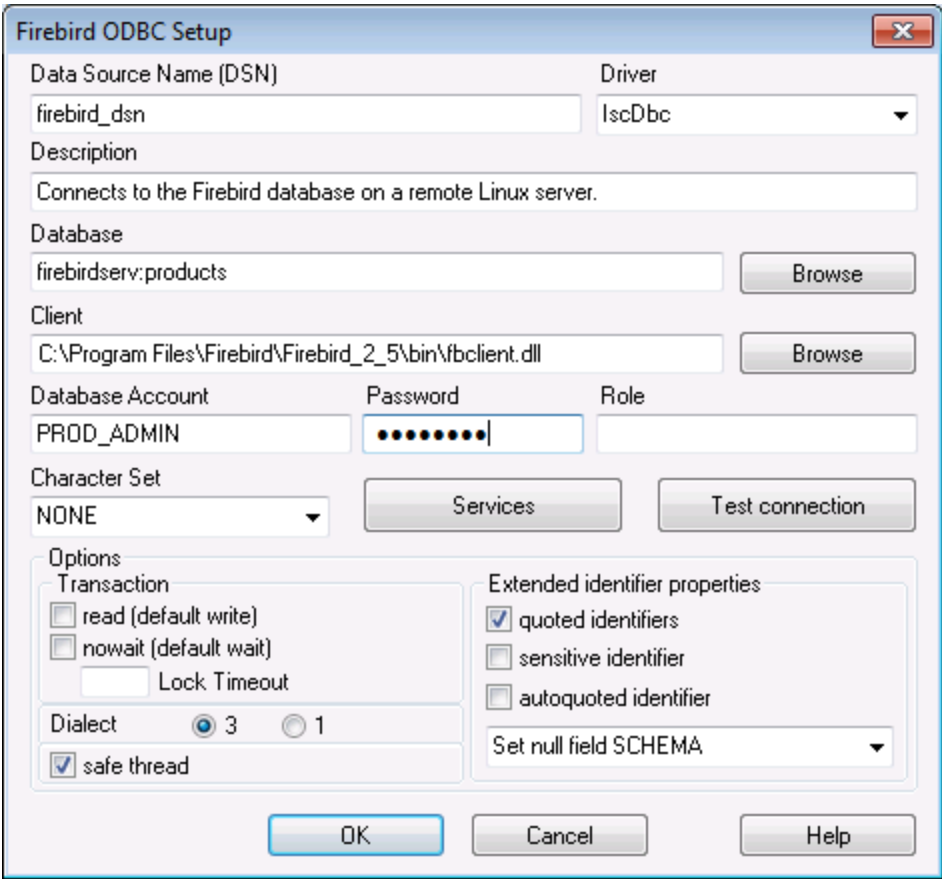 Firebird ODBC Setup
Data Source Name (DSN) Driver
firebird_dsn IscDbc
Description
Connects to the Firebird database on a remote Linux server.
Database
firebirdserv:products Browse
Client
C:\Program Files\Firebird\Firebird_2_5\bin\fbclient.dll Browse
Database Account Password Role
PROD_ADMIN ●●●●●●●●
Character Set
NONE Services Test connection
Options
Transaction Extended identifier properties
read (default write) quoted identifiers
nowait (default wait) sensitive identifier
Lock Timeout autoquoted identifier
Dialect 3 1
Set null field SCHEMA
safe thread
OK Cancel Help